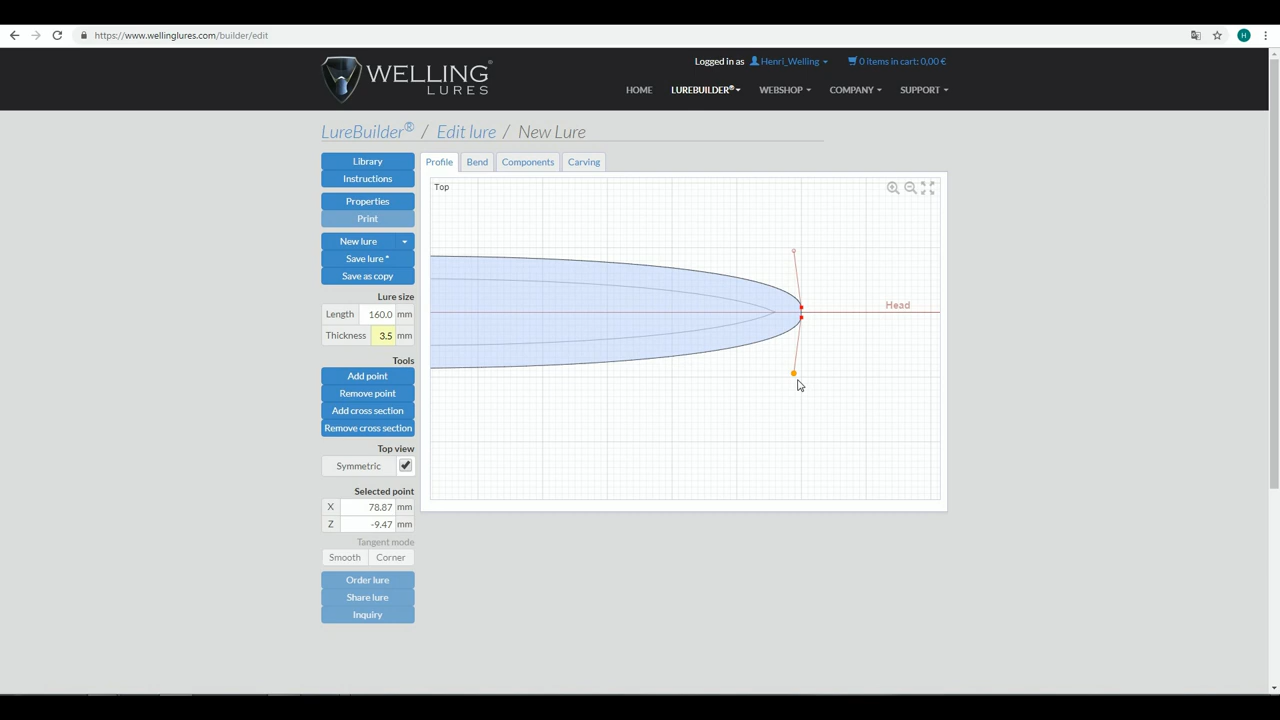 https://www.wellinglures.com/builder/edit
H
WELLING®
LURES
Logged in as Henri_Welling 0 items in cart: 0,00 €
HOME LUREBUILDER® WEBSHOP COMPANY SUPPORT
LureBuilder® / Edit lure / New Lure
Library
Instructions
Properties
Print
New lure
Save lure *
Save as copy
Lure size
Length 160.0 mm
Thickness 3.5 mm
Tools
Add point
Remove point
Add cross section
Remove cross section
Top view
Symmetric
Selected point
X 78.87 mm
Z -9.47 mm
Tangent mode
Smooth Corner
Order lure
Share lure
Inquiry
Profile Bend Components Carving
Top
Head